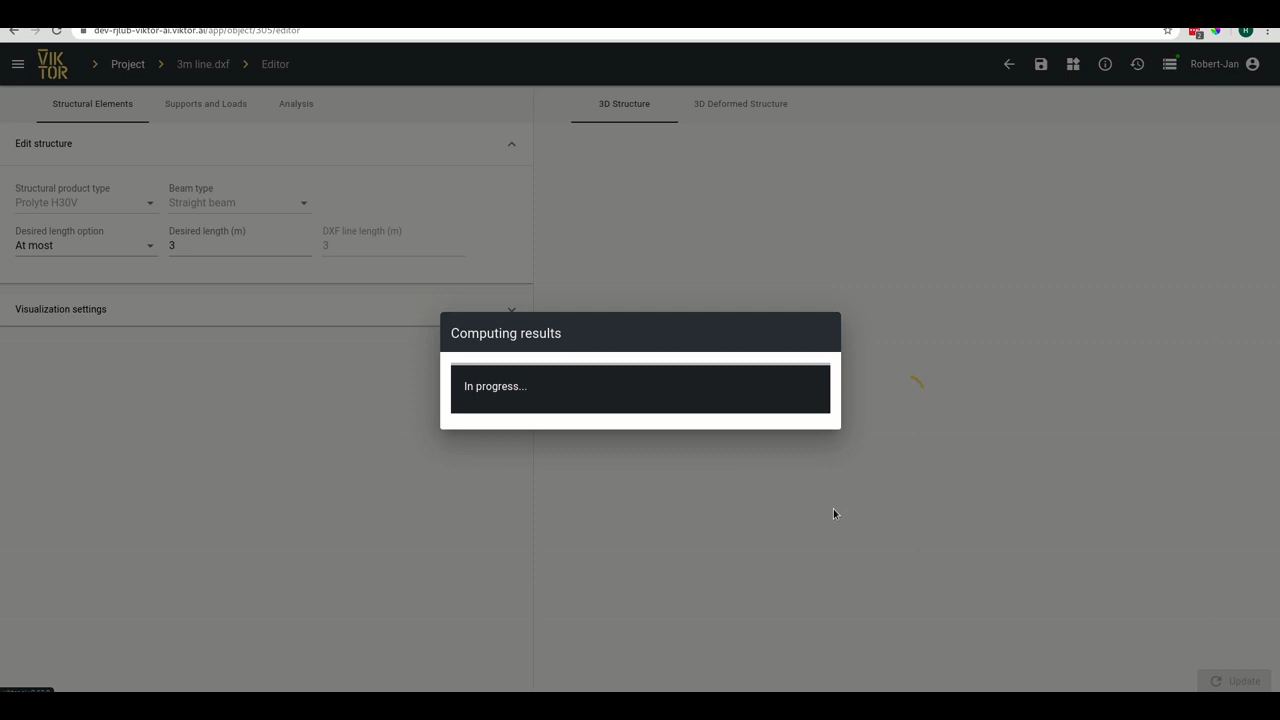 dev-rjlub-viktor-ai.viktor.ai/app/object/305/editor
VIKTOR
Project
3m line.dxf
Editor
Robert-Jan
Structural Elements
Supports and Loads
Analysis
3D Structure
3D Deformed Structure
Edit structure
Structural product type
Beam type
Prolyte H30V
Straight beam
Desired length option
Desired length (m)
DXF line length (m)
At most
3
3
Visualization settings
Computing results
In progress...
Update